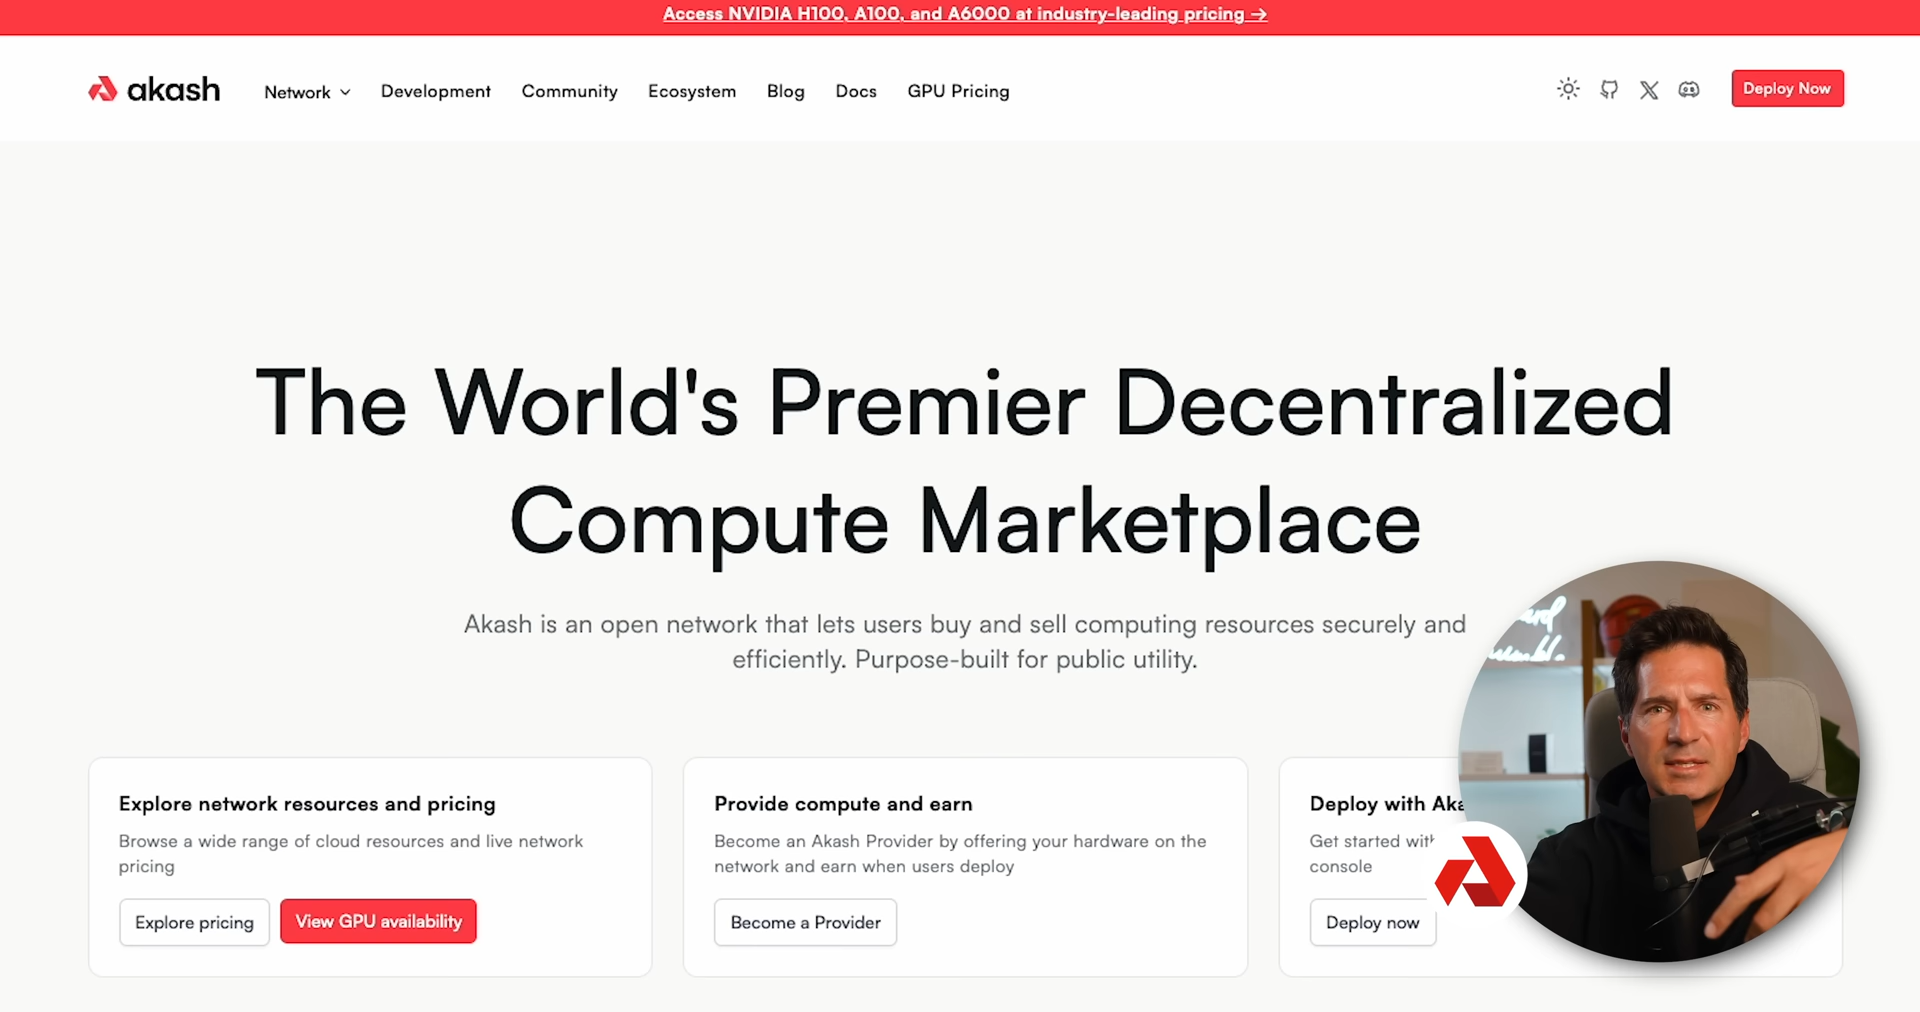 Access NVIDIA H100, A100, and A6000 at industry-leading pricing →
akash
Network
Development
Community
Ecosystem
Blog
Docs
GPU Pricing
Deploy Now
The World's Premier Decentralized
Compute Marketplace
Akash is an open network that lets users buy and sell computing resources securely and
efficiently. Purpose-built for public utility.
Explore network resources and pricing
Browse a wide range of cloud resources and live network
pricing
Explore pricing
View GPU availability
Provide compute and earn
Become an Akash Provider by offering your hardware on the
network and earn when users deploy
Become a Provider
Deploy with Aka
Get started with
console
Deploy now